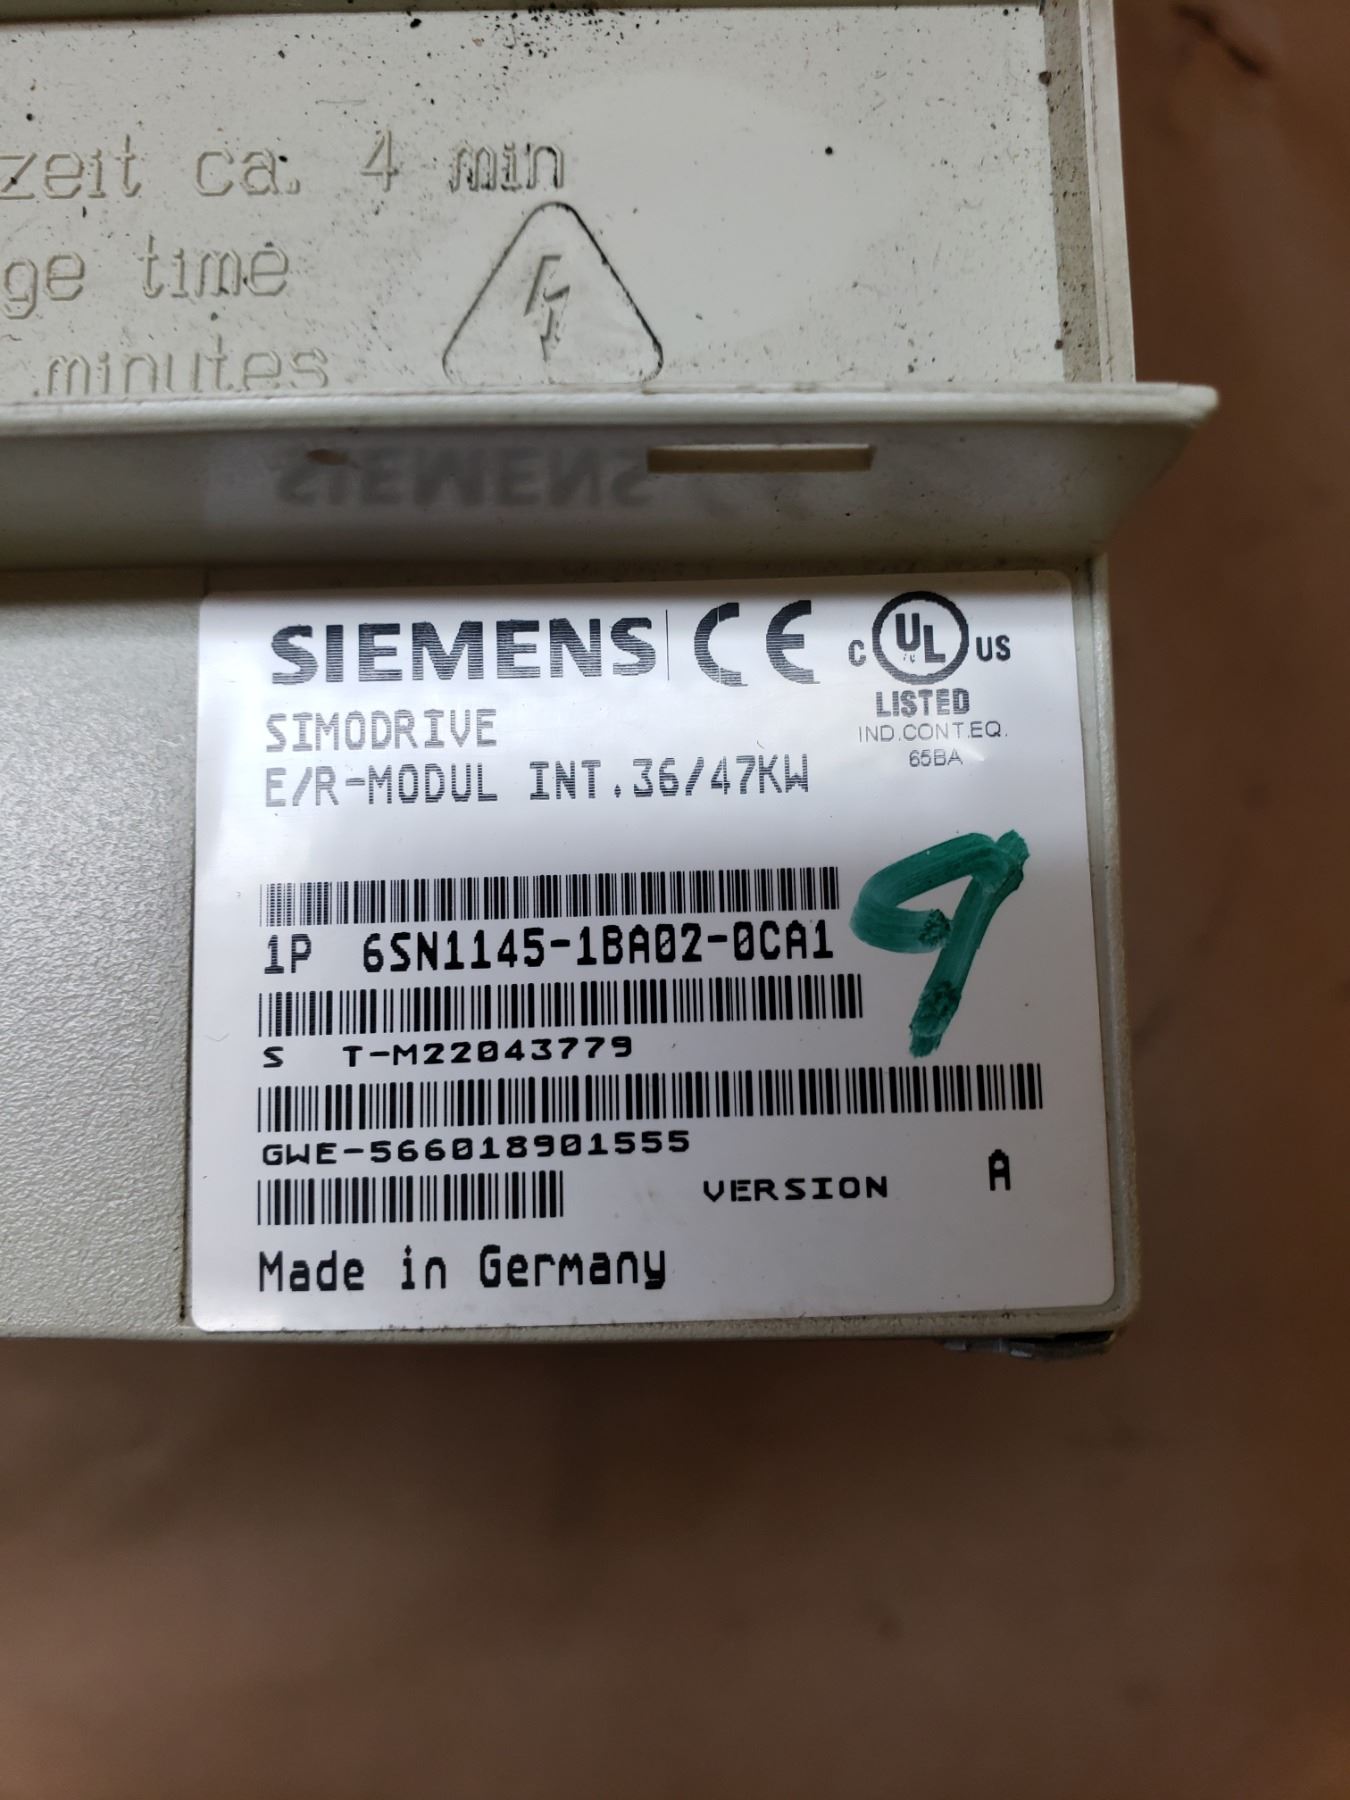 zeit ca. 4 min
ge time
minutes
SIEMENS CE C UL US
LISTED
IND.CONT.EQ.
65BA
SIMODRIVE
E/R-MODUL INT.36/47KW
9
1P 6SN1145-1BA02-0CA1
S T-M22043779
GWE-566018901555
VERSION A
Made in Germany